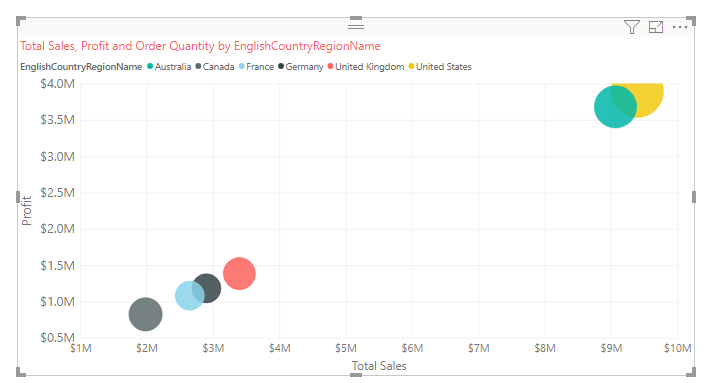 Total Sales, Profit and Order Quantity by EnglishCountryRegionName
EnglishCountryRegionName Australia Canada France Germany United Kingdom United States
$4.0M
$3.5M
$3.0M
$2.5M
$2.0M
$1.5M
$1.0M
$0.5M
Profit
$1M $2M $3M $4M $5M $6M $7M $8M $9M $10M
Total Sales